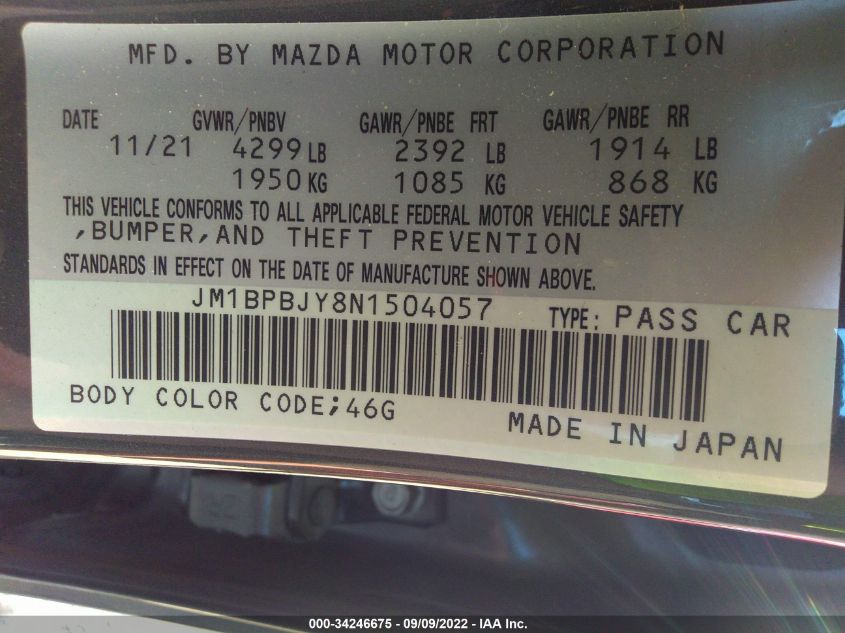 MFD. BY MAZDA MOTOR CORPORATION
DATE GVWR/PNBV GAWR/PNBE FRT GAWR/PNBE RR
11/21 4299 LB 2392 LB 1914 LB
1950 KG 1085 KG 868 KG
THIS VEHICLE CONFORMS TO ALL APPLICABLE FEDERAL MOTOR VEHICLE SAFETY
,BUMPER,AND THEFT PREVENTION
STANDARDS IN EFFECT ON THE DATE OF MANUFACTURE SHOWN ABOVE.
JM1BPBJY8N1504057 TYPE: PASS CAR
BODY COLOR CODE;46G MADE IN JAPAN
000-34246675 - 09/09/2022 - IAA Inc.